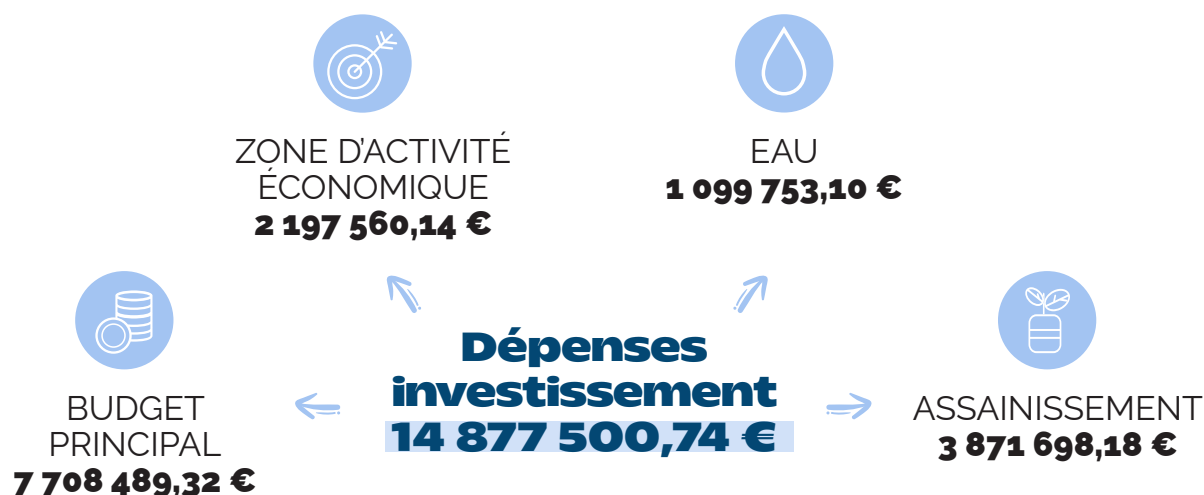 ZONE D'ACTIVITÉ
ÉCONOMIQUE
2 197 560,14 €
EAU
1 099 753,10 €
BUDGET
PRINCIPAL
7 708 489,32 €
Dépenses
investissement
14 877 500,74 €
ASSAINISSEMENT
3 871 698,18 €